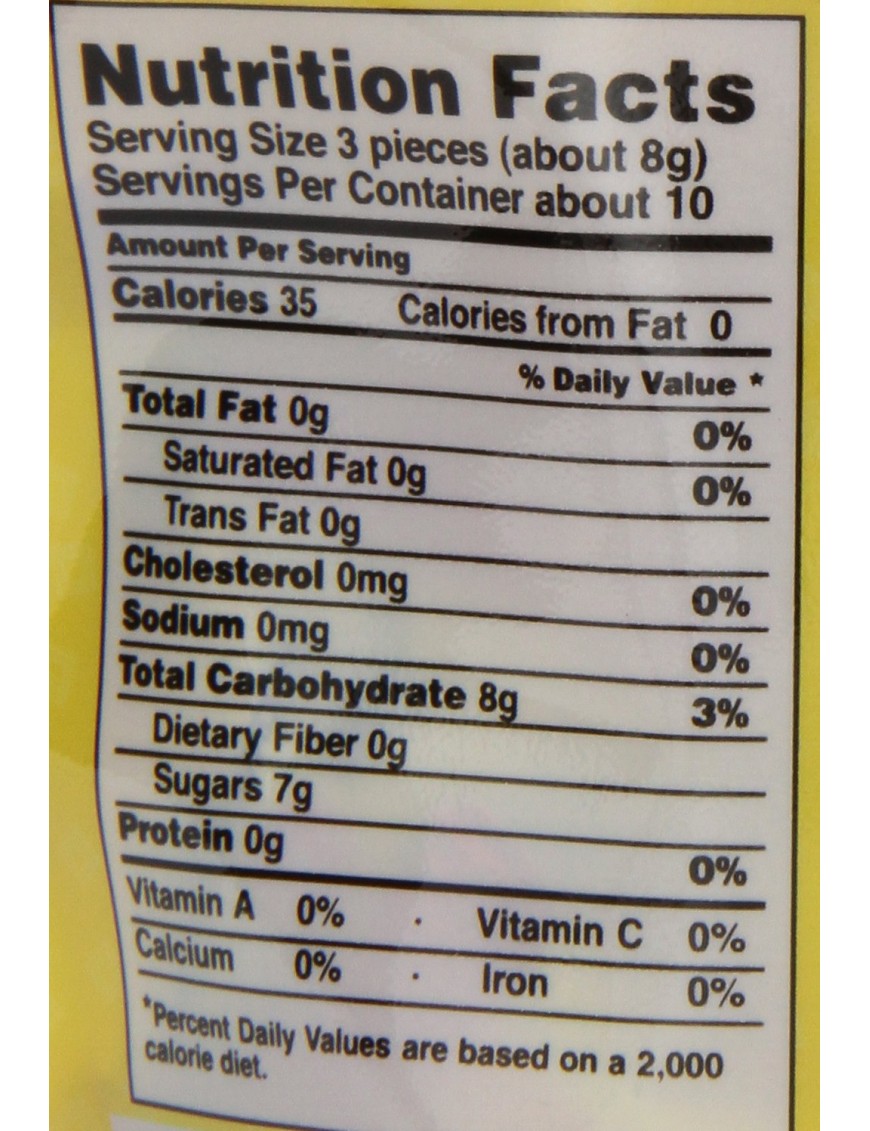 Nutrition Facts
Serving Size 3 pieces (about 8g)
Servings Per Container about 10
Amount Per Serving
Calories 35 Calories from Fat 0
% Daily Value *
Total Fat 0g 0%
Saturated Fat 0g 0%
Trans Fat 0g
Cholesterol 0mg 0%
Sodium 0mg 0%
Total Carbohydrate 8g 3%
Dietary Fiber 0g
Sugars 7g
Protein 0g 0%
Vitamin A 0% · Vitamin C 0%
Calcium 0% · Iron 0%
*Percent Daily Values are based on a 2,000
calorie diet.